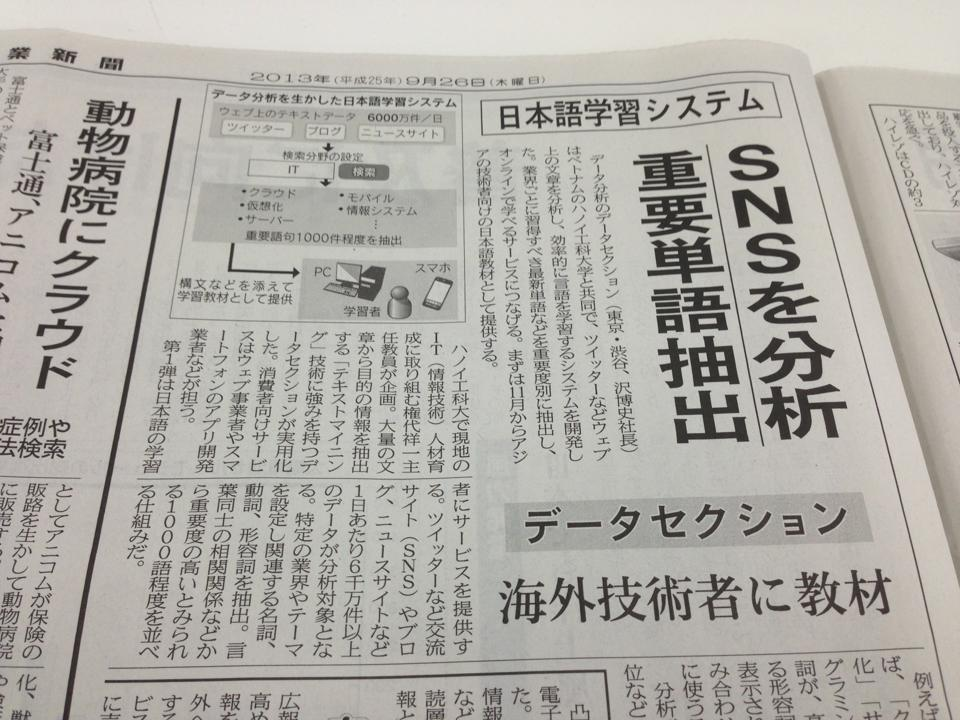 業新聞
2013年(平成25年)9月26日(木曜日)
日本語学習システム
SNSを分析
重要単語抽出
データセクション
海外技術者に教材
データ分析のデータセクション(東京・渋谷、沢博史社長)
はベトナムのハノイ工科大学と共同で、ツイッターなどウェブ
上の文章を分析し、効率的に言語を学習するシステムを開発し
た。業界ごとに習得すべき最新単語などを重要度別に抽出し、
オンラインで学べるサービスにつなげる。まずは11月からアジ
アの技術者向けの日本語教材として提供する。
データ分析を生かした日本語学習システム
ウェブ上のテキストデータ 6000万件/日
ツイッター ブログ ニュースサイト
検索分野の設定
IT 検索
・クラウド ・モバイル
・仮想化 ・情報システム
・サーバー …
重要語句1000件程度を抽出
構文などを添えて
学習教材として提供
PC スマホ
学習者
ハノイ工科大で現地の
IT(情報技術)人材育
成に取り組む権代祥一主
任教員が企画。大量の文
章から目的の情報を抽出
する「テキストマイニン
グ」技術に強みを持つデ
ータセクションが実用化
した。消費者向けサービ
スはウェブ事業者やスマ
ートフォンのアプリ開発
業者などが担う。
第1弾は日本語の学習
者にサービスを提供す
る。ツイッターなど交流
サイト(SNS)やブロ
グ、ニュースサイトなど
1日あたり6千万件以上
のデータが分析対象とな
る。特定の業界やテーマ
を設定し関連する名詞、
動詞、形容詞を抽出。言
葉同士の相関関係などか
ら重要度の高いとみられ
る1000語程度を並べ
る仕組みだ。
動物病院にクラウド
富士通、アニコム
症例検索や
としてアニコムが保険の
販路を生かして動物病院